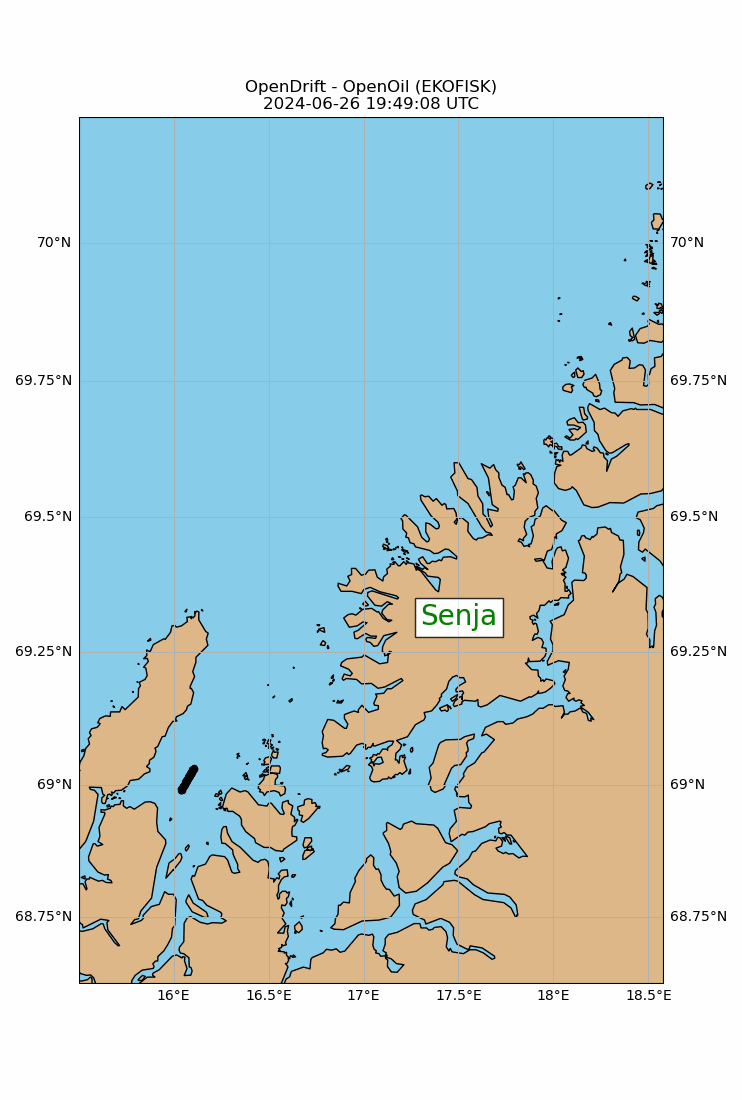 OpenDrift - OpenOil (EKOFISK)
2024-06-26 19:49:08 UTC
70°N 70°N
69.75°N 69.75°N
69.5°N 69.5°N
Senja
69.25°N 69.25°N
69°N 69°N
68.75°N 68.75°N
16°E 16.5°E 17°E 17.5°E 18°E 18.5°E